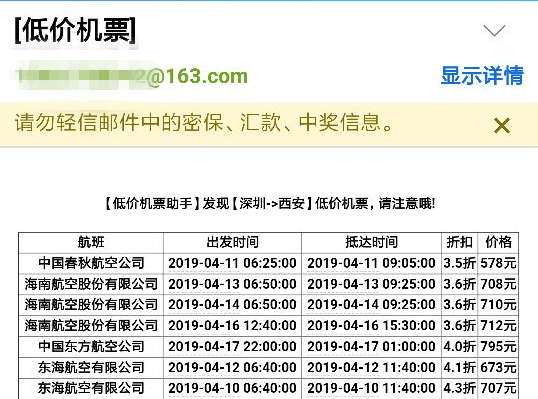 [低价机票]
@163.com
显示详情
请勿轻信邮件中的密保、汇款、中奖信息。
【低价机票助手】发现【深圳->西安】低价机票，请注意哦!
航班 出发时间 抵达时间 折扣 价格
中国春秋航空公司 2019-04-11 06:25:00 2019-04-11 09:05:00 3.5折 578元
海南航空股份有限公司 2019-04-13 06:50:00 2019-04-13 09:25:00 3.6折 708元
海南航空股份有限公司 2019-04-14 06:50:00 2019-04-14 09:25:00 3.6折 710元
海南航空股份有限公司 2019-04-16 12:40:00 2019-04-16 15:30:00 3.6折 712元
中国东方航空公司 2019-04-17 22:00:00 2019-04-17 01:00:00 4.0折 795元
东海航空有限公司 2019-04-12 06:40:00 2019-04-12 11:40:00 4.1折 673元
东海航空有限公司 2019-04-10 06:40:00 2019-04-10 11:40:00 4.3折 707元